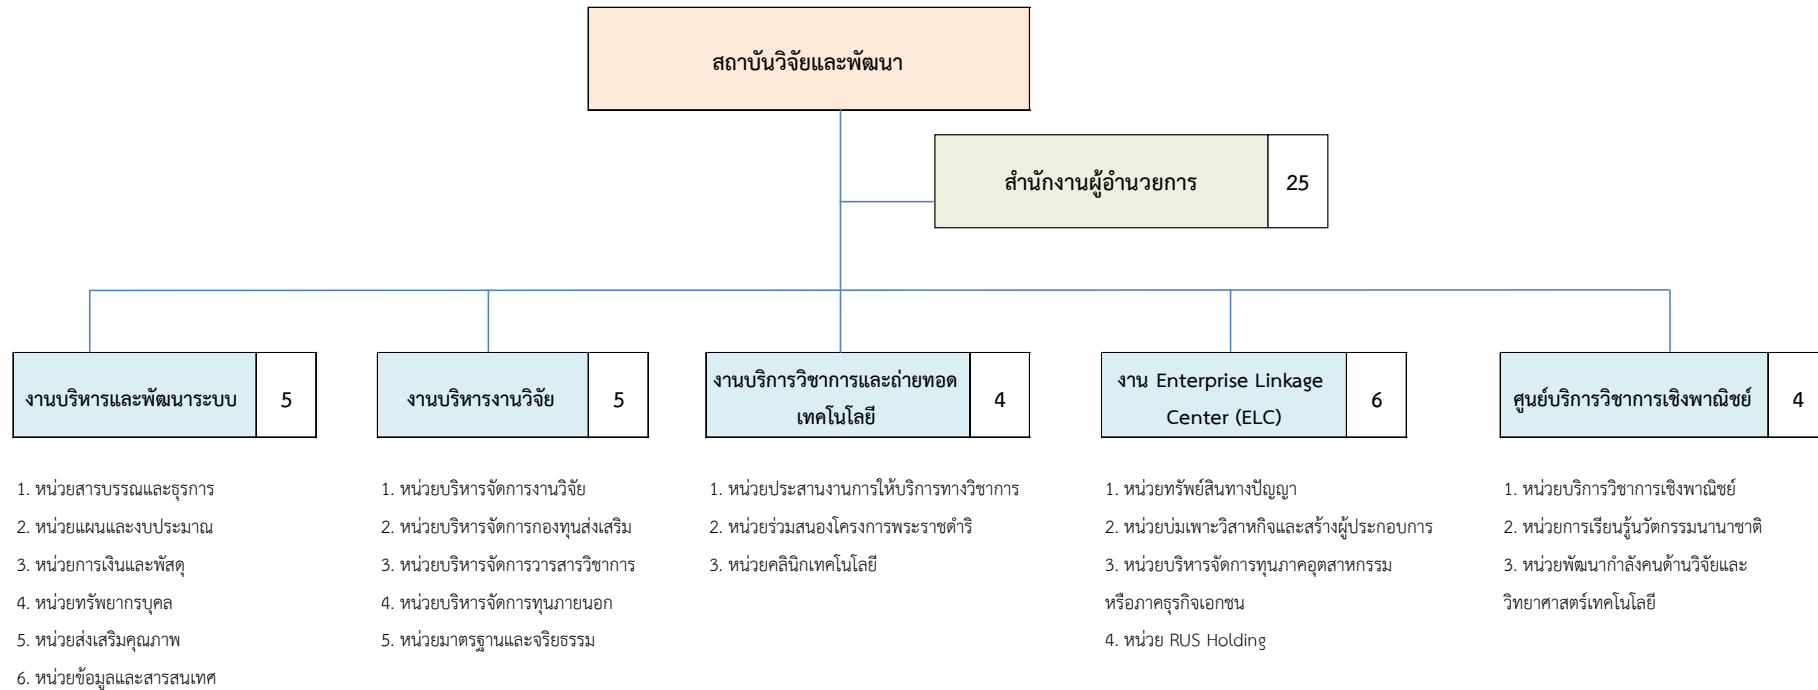 สถาบันวิจัยและพัฒนา
สำนักงานผู้อำนวยการ 25
งานบริหารและพัฒนาระบบ 5
1. หน่วยสารบรรณและธุรการ
2. หน่วยแผนและงบประมาณ
3. หน่วยการเงินและพัสดุ
4. หน่วยทรัพยากรบุคล
5. หน่วยส่งเสริมคุณภาพ
6. หน่วยข้อมูลและสารสนเทศ
งานบริหารงานวิจัย 5
1. หน่วยบริหารจัดการงานวิจัย
2. หน่วยบริหารจัดการกองทุนส่งเสริม
3. หน่วยบริหารจัดการวารสารวิชาการ
4. หน่วยบริหารจัดการทุนภายนอก
5. หน่วยมาตรฐานและจริยธรรม
งานบริการวิชาการและถ่ายทอด
เทคโนโลยี 4
1. หน่วยประสานงานการให้บริการทางวิชาการ
2. หน่วยร่วมสนองโครงการพระราชดำริ
3. หน่วยคลินิกเทคโนโลยี
งาน Enterprise Linkage
Center (ELC) 6
1. หน่วยทรัพย์สินทางปัญญา
2. หน่วยบ่มเพาะวิสาหกิจและสร้างผู้ประกอบการ
3. หน่วยบริหารจัดการทุนภาคอุตสาหกรรม
หรือภาคธุรกิจเอกชน
4. หน่วย RUS Holding
ศูนย์บริการวิชาการเชิงพาณิชย์ 4
1. หน่วยบริการวิชาการเชิงพาณิชย์
2. หน่วยการเรียนรู้นวัตกรรมนานาชาติ
3. หน่วยพัฒนากำลังคนด้านวิจัยและ
วิทยาศาสตร์เทคโนโลยี